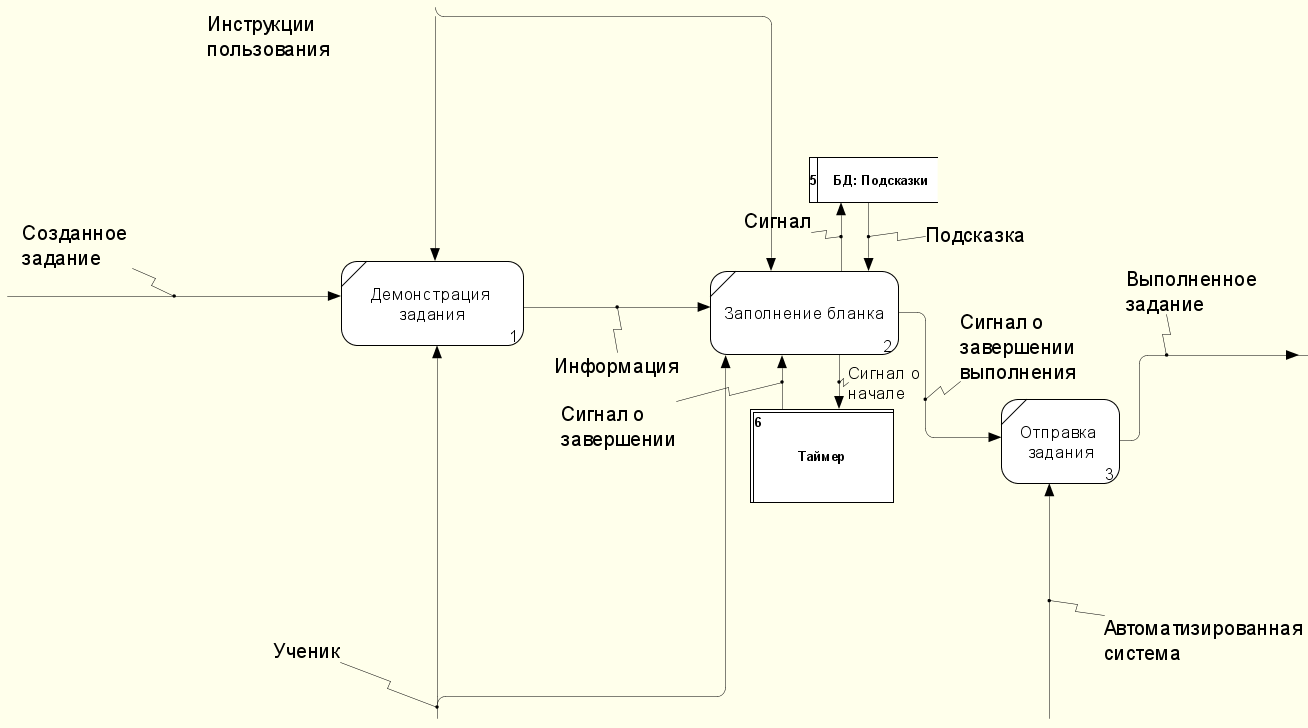 Инструкции
пользования
5 БД: Подсказки
Сигнал
Подсказка
Созданное
задание
Демонстрация
задания
1
Заполнение бланка
2
Выполненное
задание
Информация
Сигнал о
завершении
Сигнал о
начале
Сигнал о
завершении
выполнения
6
Таймер
Отправка
задания
3
Ученик
Автоматизированная
система